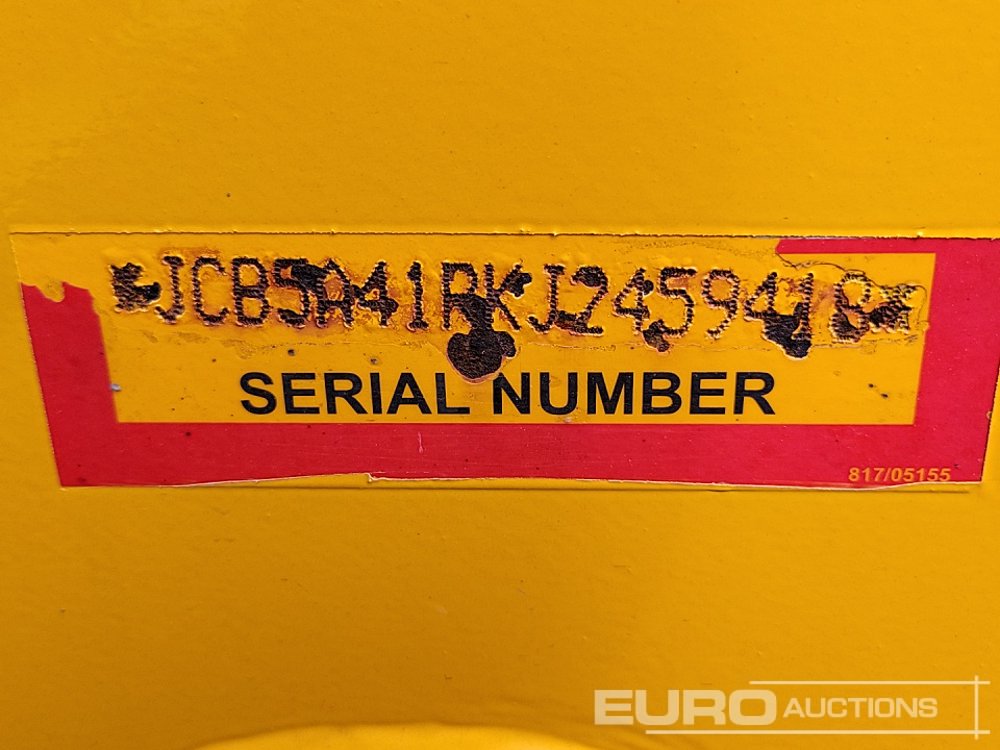 *JCB5A41RKJ2459418*
SERIAL NUMBER
817/05155
EURO AUCTIONS